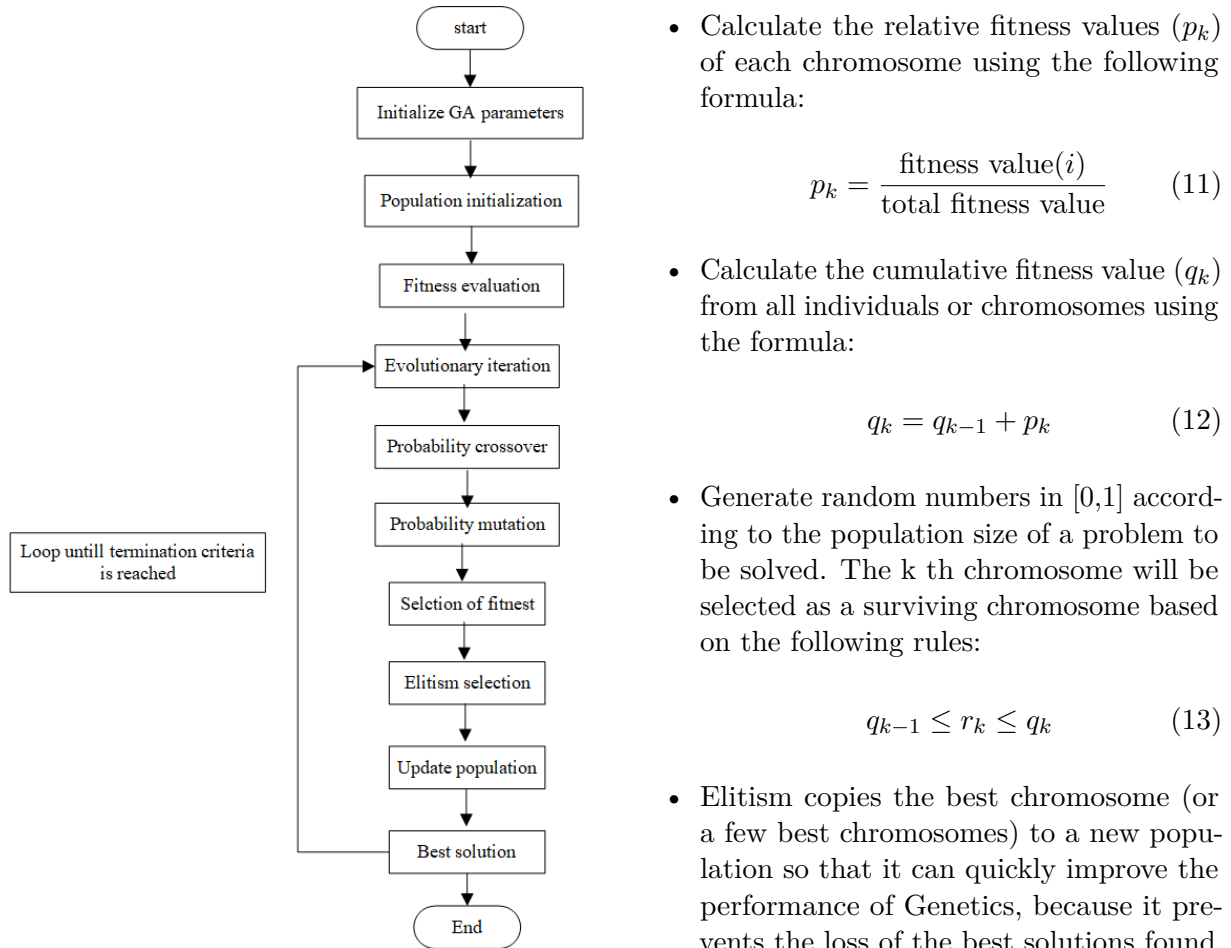 start
Initialize GA parameters
Population initialization
Fitness evaluation
Evolutionary iteration
Probability crossover
Probability mutation
Loop untill termination criteria
is reached
Selction of fitnest
Elitism selection
Update population
Best solution
End
• Calculate the relative fitness values (p_k)
of each chromosome using the following
formula:
p_k = fitness value(i) / total fitness value (11)
• Calculate the cumulative fitness value (q_k)
from all individuals or chromosomes using
the formula:
q_k = q_{k−1} + p_k (12)
• Generate random numbers in [0,1] accord-
ing to the population size of a problem to
be solved. The k th chromosome will be
selected as a surviving chromosome based
on the following rules:
q_{k−1} ≤ r_k ≤ q_k (13)
• Elitism copies the best chromosome (or
a few best chromosomes) to a new popu-
lation so that it can quickly improve the
performance of Genetics, because it pre-
vents the loss of the best solutions found